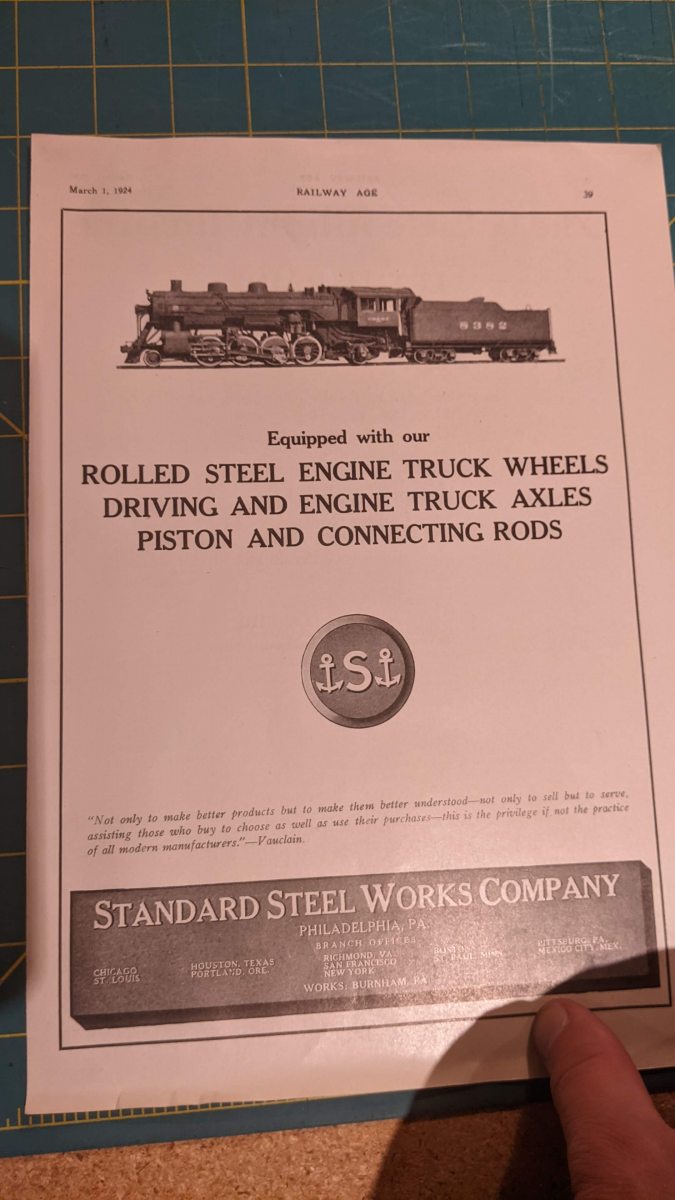 March 1, 1924 RAILWAY AGE 39
Equipped with our
ROLLED STEEL ENGINE TRUCK WHEELS
DRIVING AND ENGINE TRUCK AXLES
PISTON AND CONNECTING RODS
S
"Not only to make better products but to make them better understood—not only to sell but to serve,
assisting those who buy to choose as well as use their purchases—this is the privilege if not the practice
of all modern manufacturers."—Vauclain.
STANDARD STEEL WORKS COMPANY
PHILADELPHIA, PA.
BRANCH OFFICES
CHICAGO
ST. LOUIS
HOUSTON, TEXAS
PORTLAND, ORE.
RICHMOND, VA.
SAN FRANCISCO
NEW YORK
PAUL, MINN.
PITTSBURG, PA.
MEXICO CITY, MEX.
WORKS: BURNHAM, PA.